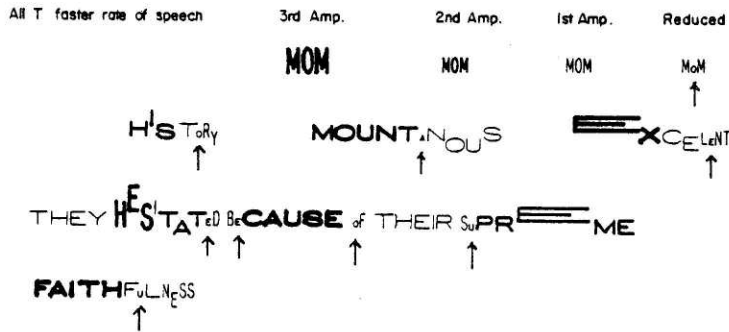 All T faster rate of speech 3rd Amp. 2nd Amp. 1st Amp. Reduced
MOM MOM MOM MoM
HISToRy MOUNTaNOUS EXCELeNT
THEY HESITATeD BeCAUSE oF THEIR SuPREME
FAITHFuLNESS